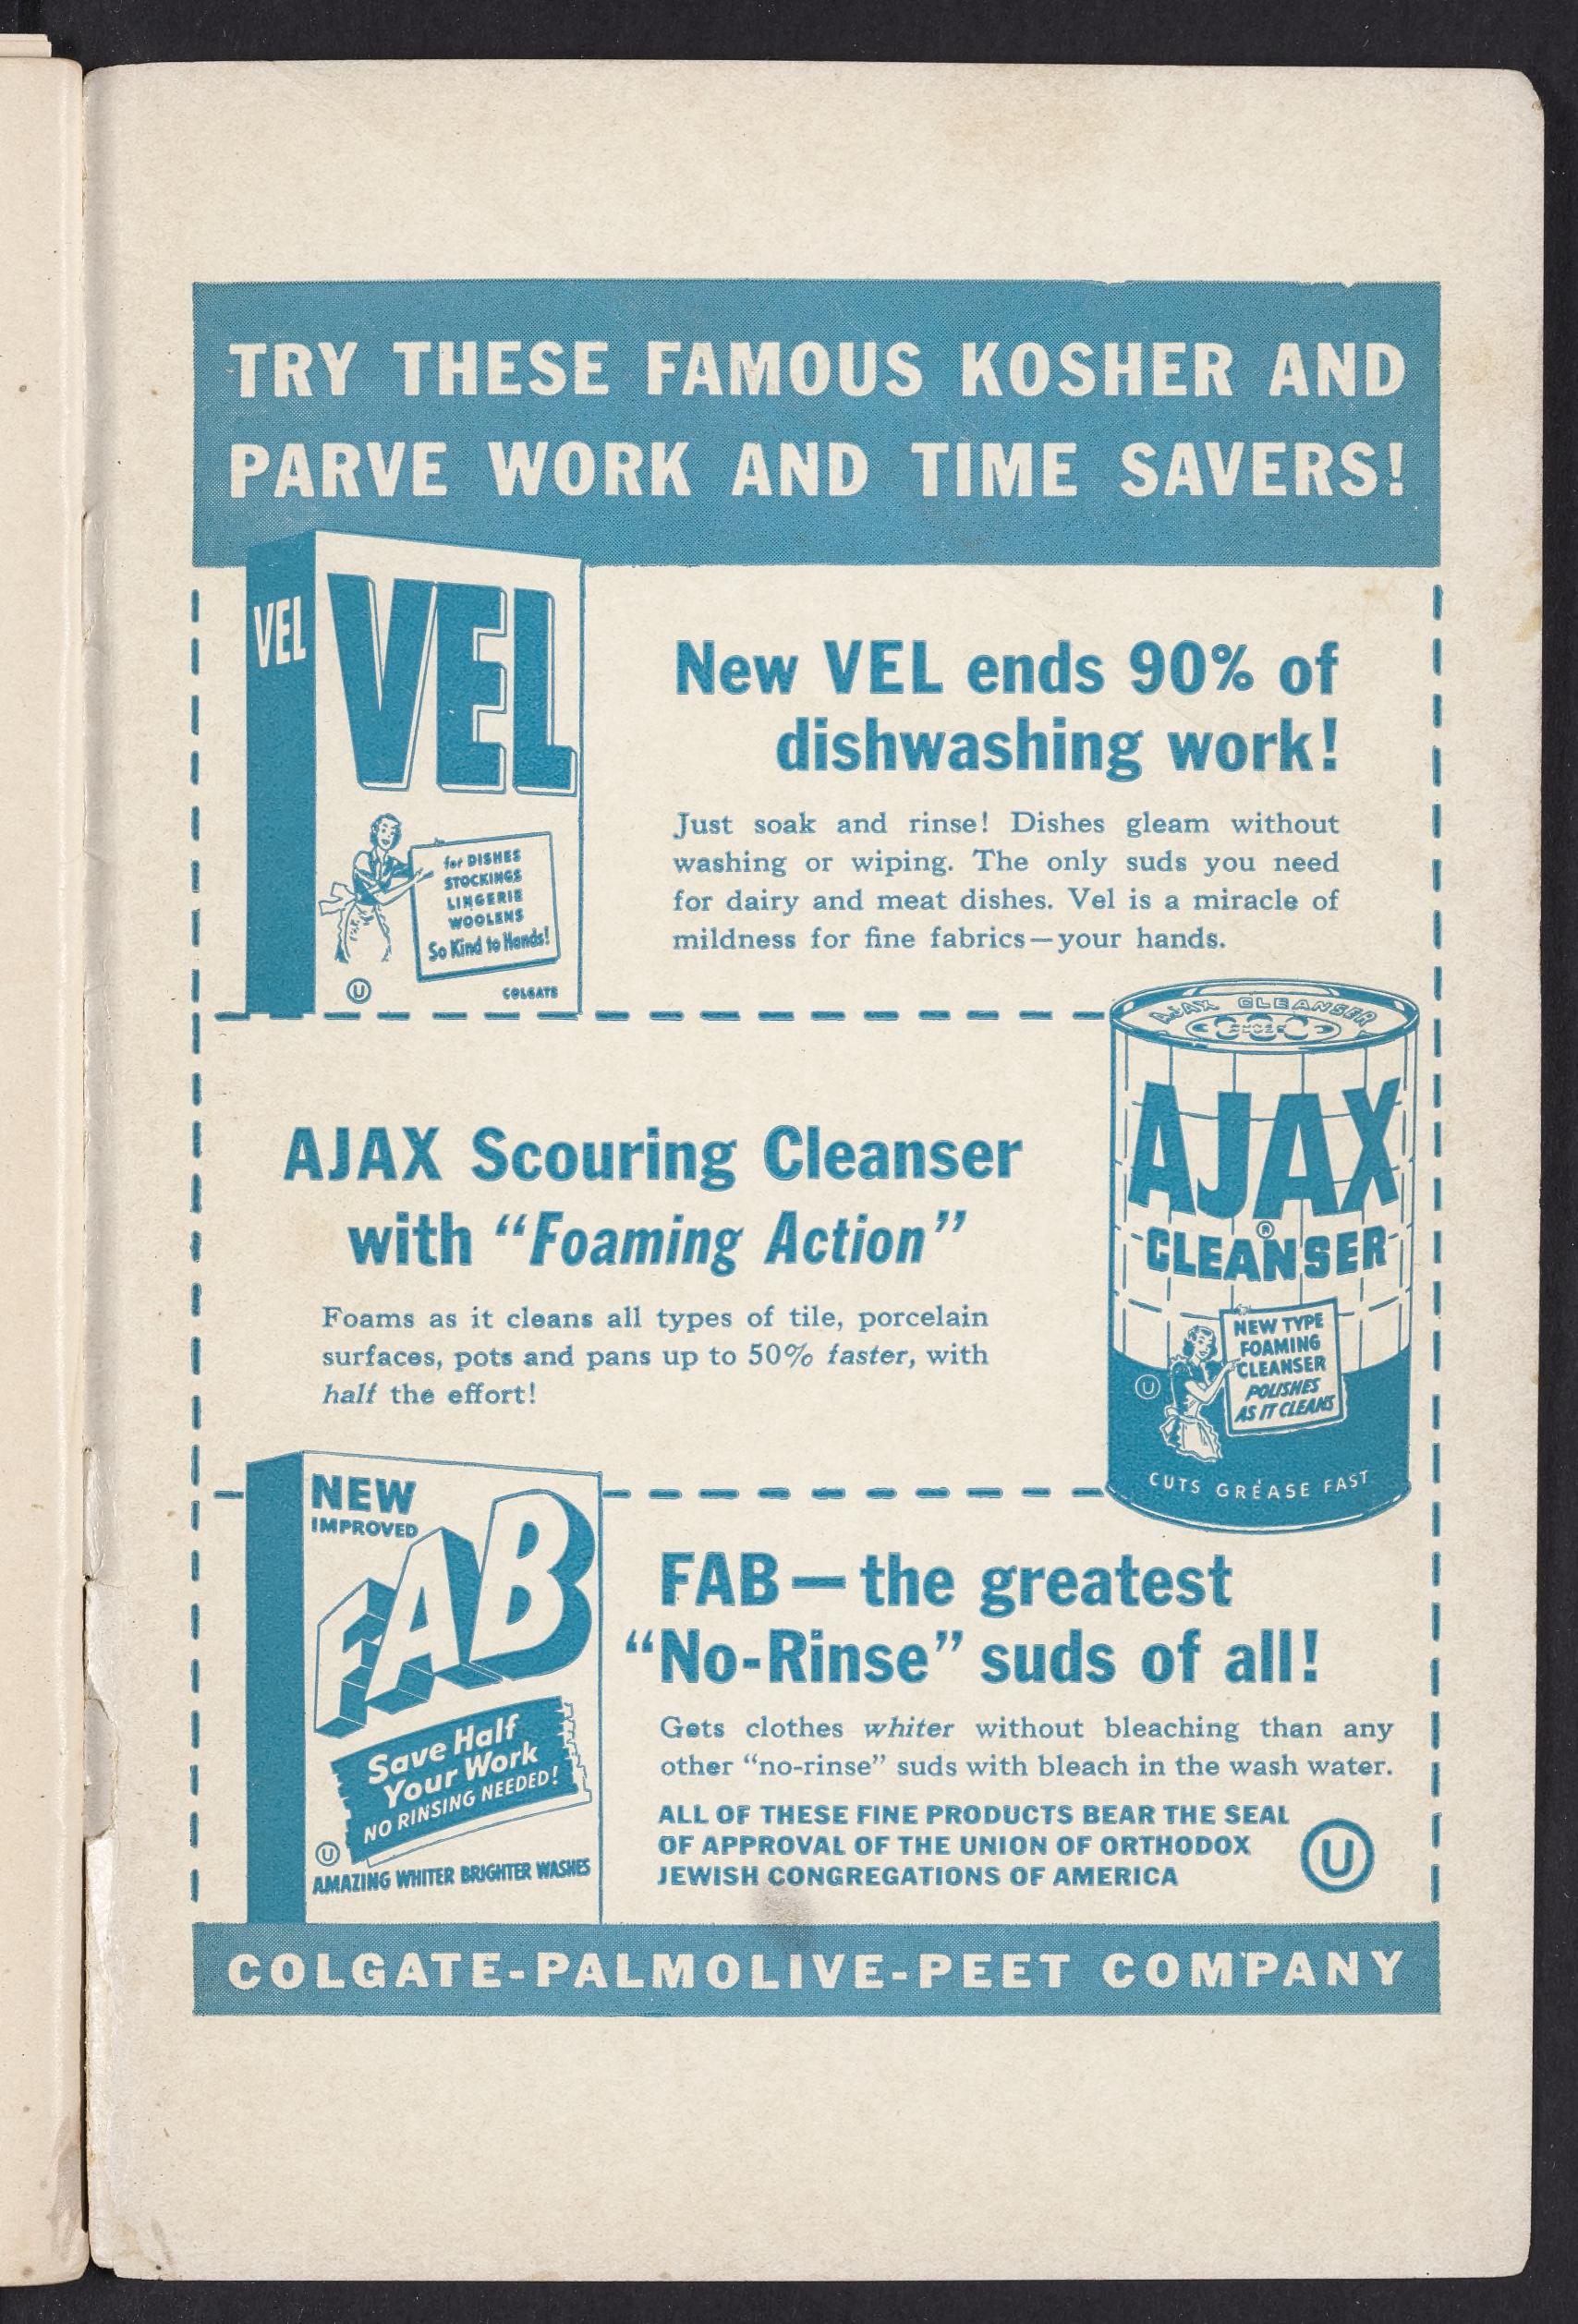 TRY THESE FAMOUS KOSHER AND
PARVE WORK AND TIME SAVERS!
VEL
VEL
for DISHES
STOCKINGS
LINGERIE
WOOLENS
So Kind to Hands!
U
COLGATE
New VEL ends 90% of
dishwashing work!
Just soak and rinse! Dishes gleam without
washing or wiping. The only suds you need
for dairy and meat dishes. Vel is a miracle of
mildness for fine fabrics—your hands.
AJAX Scouring Cleanser
with “Foaming Action”
Foams as it cleans all types of tile, porcelain
surfaces, pots and pans up to 50% faster, with
half the effort!
AJAX CLEANSER
AJAX
®
CLEANSER
NEW TYPE
FOAMING
CLEANSER
POLISHES
AS IT CLEANS
U
CUTS GREASE FAST
NEW
IMPROVED
FAB
Save Half
Your Work
NO RINSING NEEDED!
U
AMAZING WHITER BRIGHTER WASHES
FAB—the greatest
“No-Rinse” suds of all!
Gets clothes whiter without bleaching than any
other “no-rinse” suds with bleach in the wash water.
ALL OF THESE FINE PRODUCTS BEAR THE SEAL
OF APPROVAL OF THE UNION OF ORTHODOX
JEWISH CONGREGATIONS OF AMERICA
U
COLGATE-PALMOLIVE-PEET COMPANY